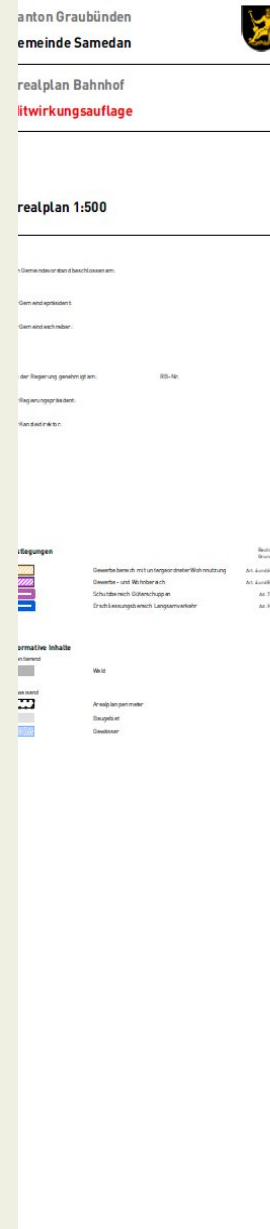 anton Graubünden
emeinde Samedan
realplan Bahnhof
litwirkungsauflage
realplan 1:500
Gemeindevorstand beschlossen am:
Gemeindepräsident:
Gemeindeschreiber:
der Regierung genehmigt am: RB-Nr.
Regierungspräsident:
Kanzleidirektor:
stlegungen
Gewerbebereich mit untergeordneter Wohnnutzung
Gewerbe- und Wohnbereich
Schutzbereich Güterschuppen
Erschliessungsbereich Langsamverkehr
ormative Inhalte
Wald
Arealplanperimeter
Baugebiet
Gewässer